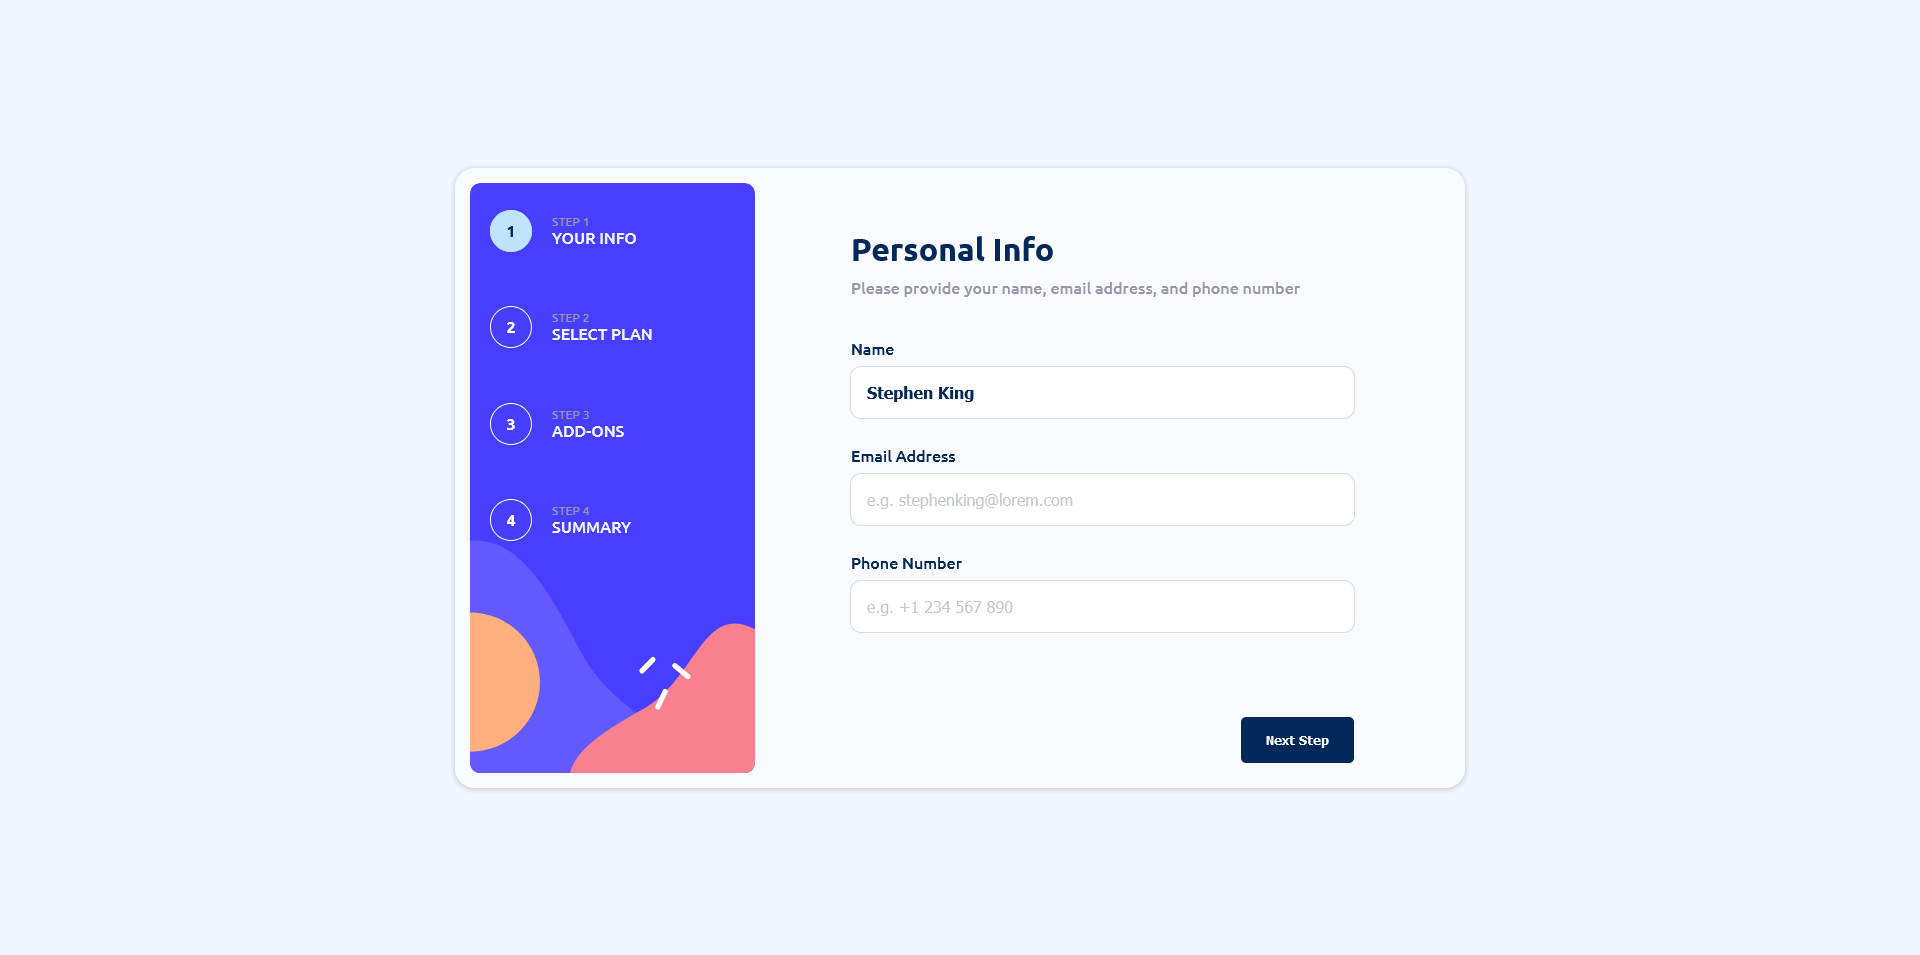 1
STEP 1
YOUR INFO
2
STEP 2
SELECT PLAN
3
STEP 3
ADD-ONS
4
STEP 4
SUMMARY
Personal Info
Please provide your name, email address, and phone number
Name
Stephen King
Email Address
e.g. stephenking@lorem.com
Phone Number
e.g. +1 234 567 890
Next Step